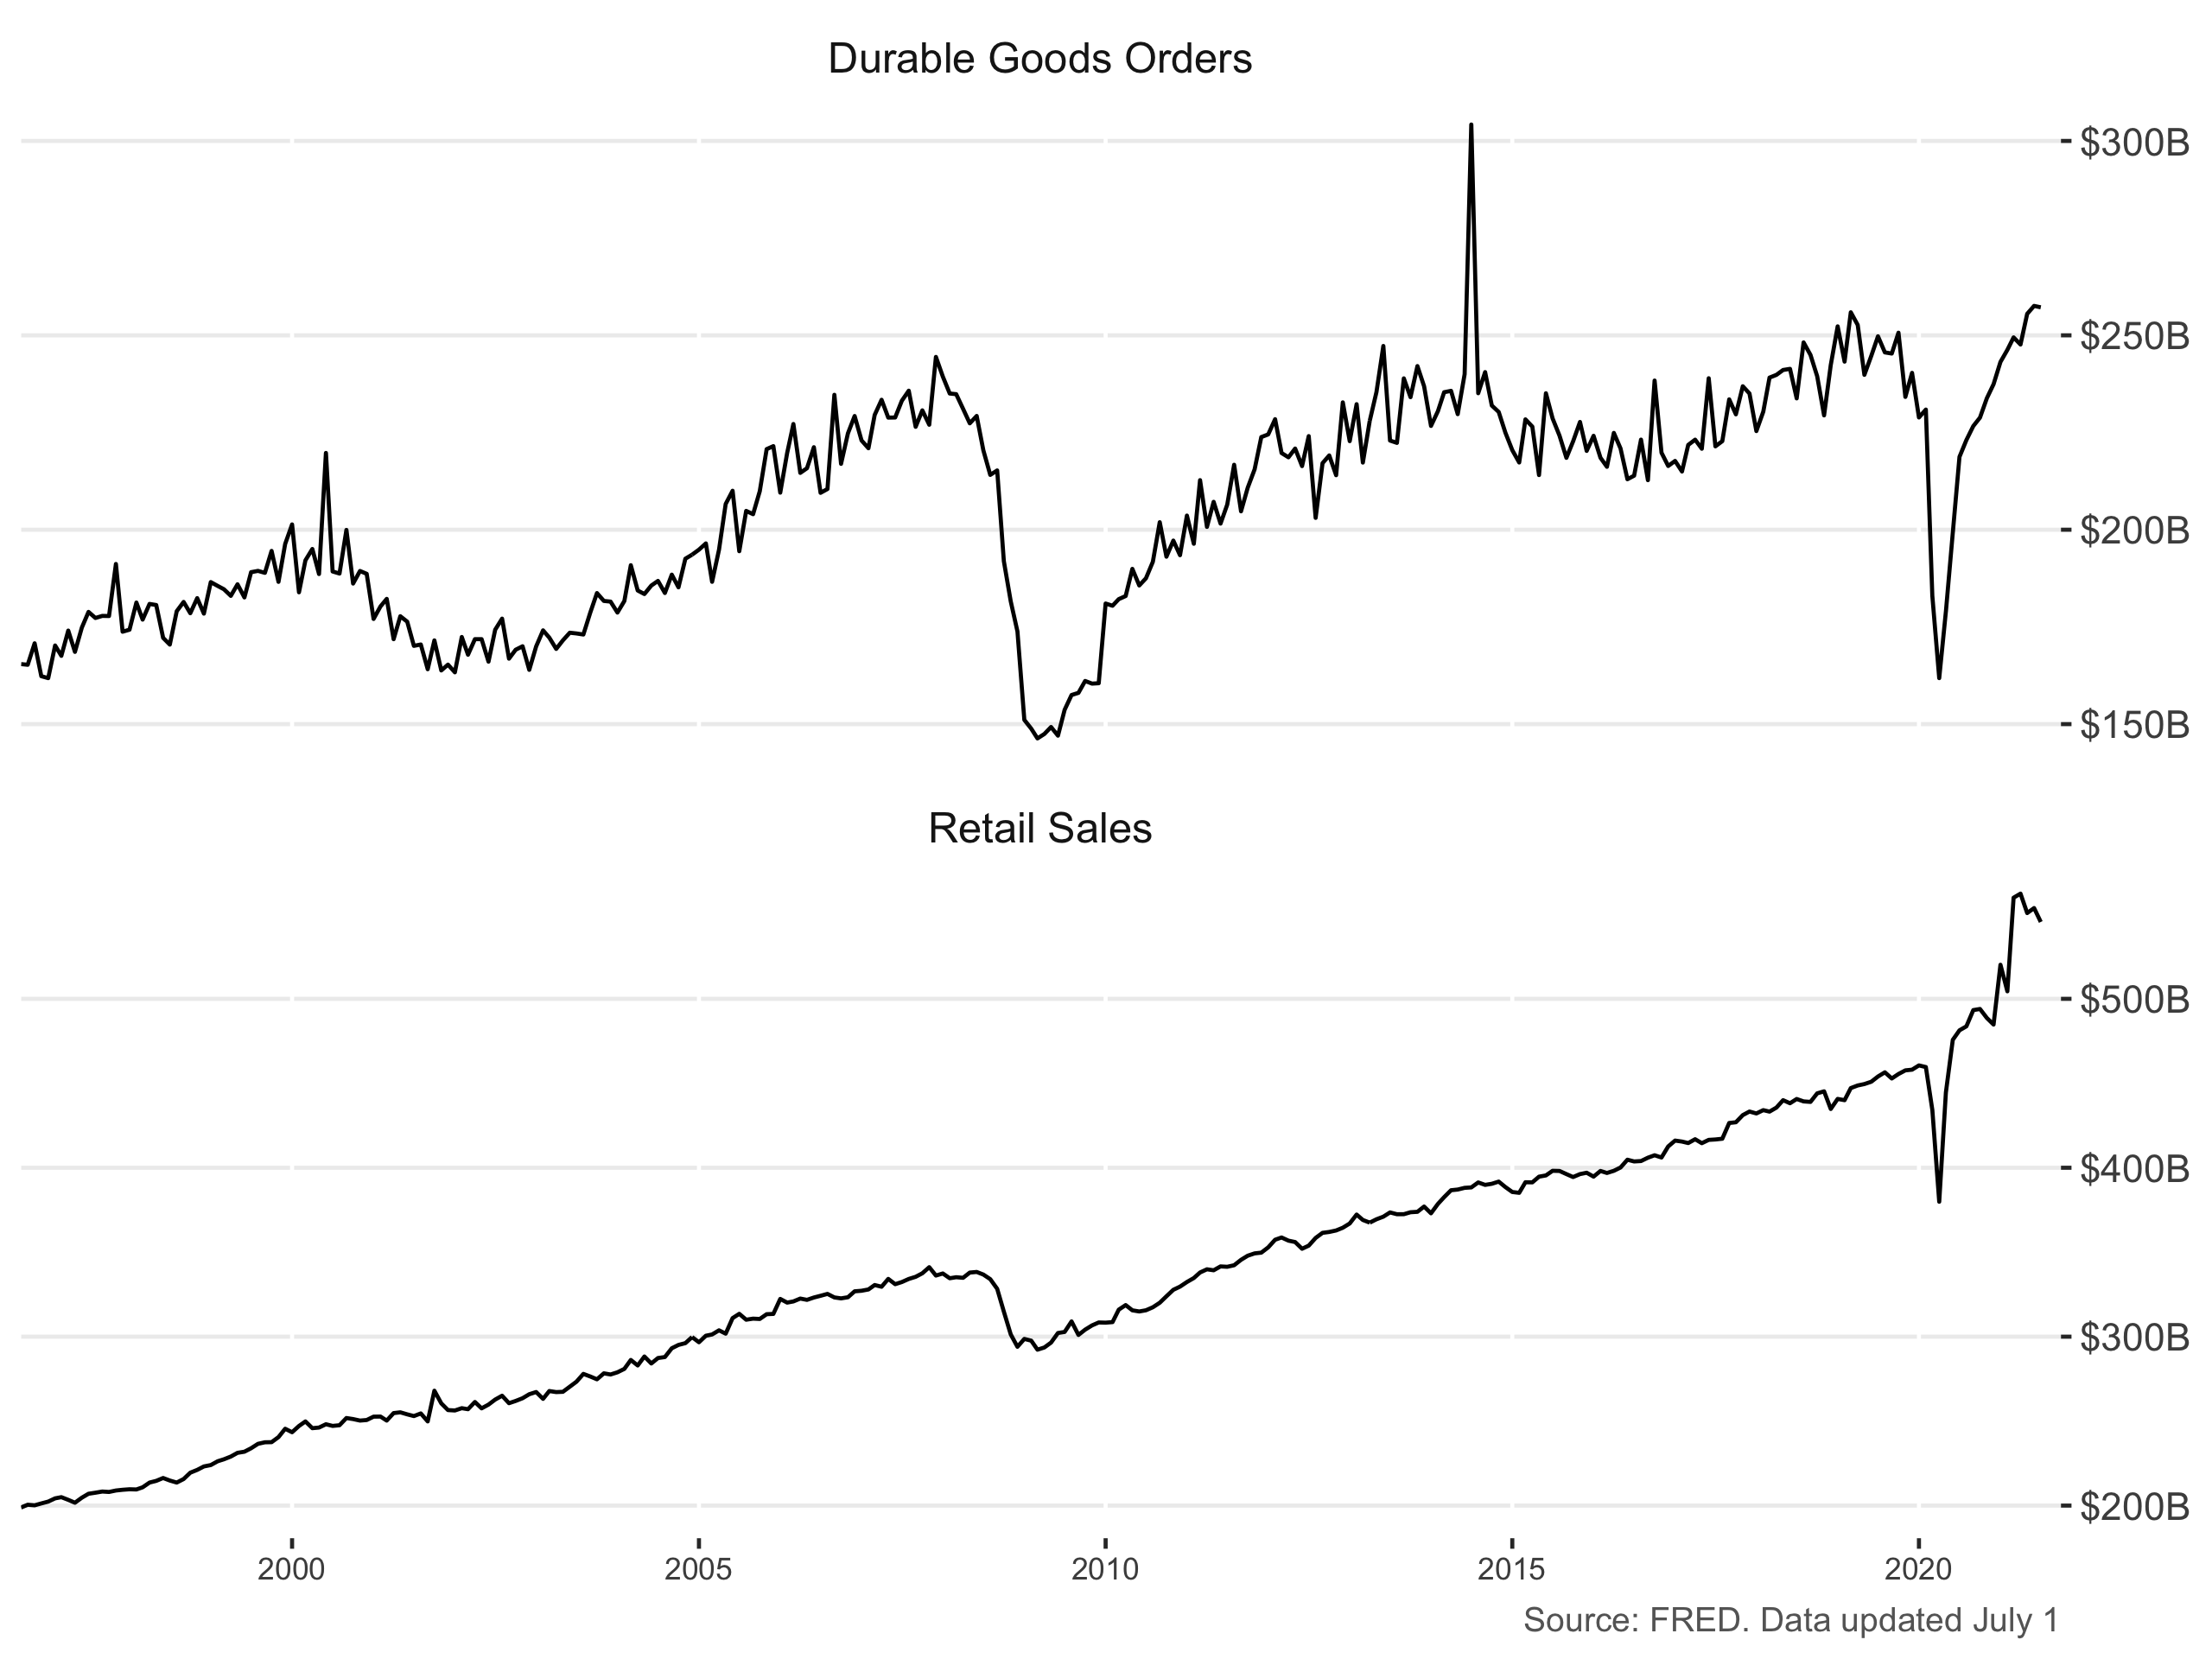 Durable Goods Orders
$300B
$250B
$200B
$150B
Retail Sales
$500B
$400B
$300B
$200B
2000 2005 2010 2015 2020
Source: FRED. Data updated July 1